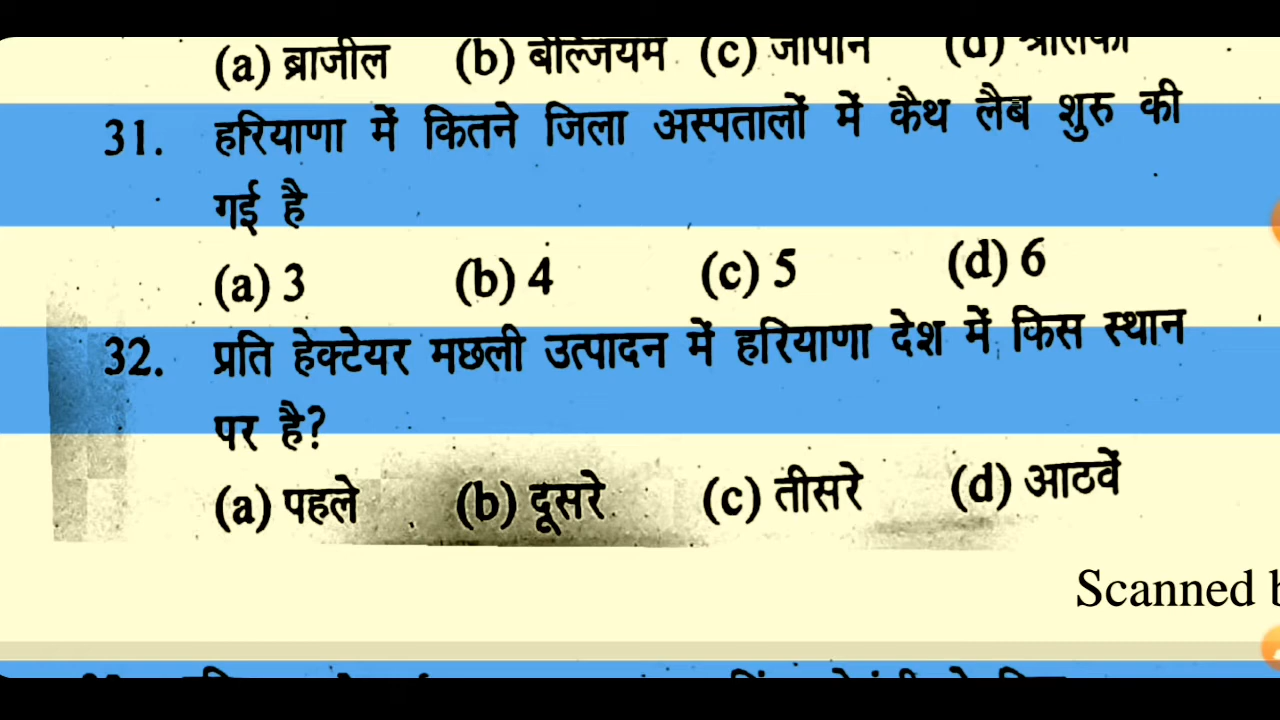 (a) ब्राजील (b) बेल्जियम (c) जापान (d) श्रीलंका
31. हरियाणा में कितने जिला अस्पतालों में कैथ लैब शुरु की
गई है
(a) 3 (b) 4 (c) 5 (d) 6
32. प्रति हेक्टेयर मछली उत्पादन में हरियाणा देश में किस स्थान
पर है?
(a) पहले (b) दूसरे (c) तीसरे (d) आठवें
Scanned